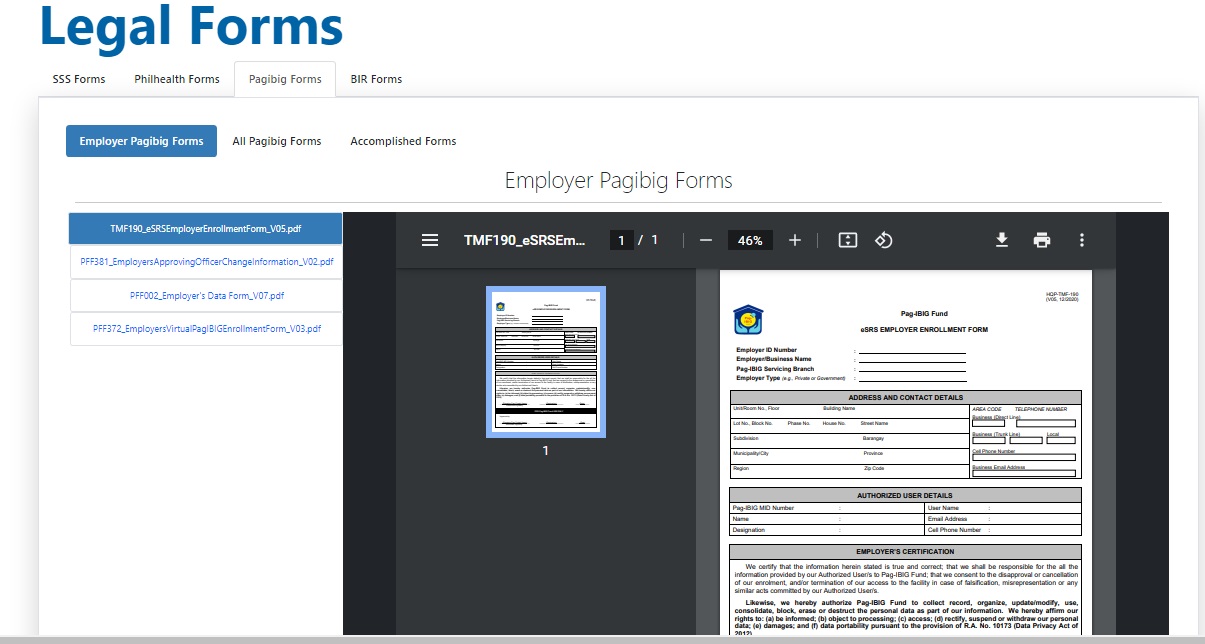 Legal Forms
SSS Forms
Philhealth Forms
Pagibig Forms
BIR Forms
Employer Pagibig Forms
All Pagibig Forms
Accomplished Forms
Employer Pagibig Forms
TMF190_eSRSEmployerEnrollmentForm_V05.pdf
PFF381_EmployersApprovingOfficerChangeInformation_V02.pdf
PFF002_Employer's Data Form_V07.pdf
PFF372_EmployersVirtualPagIBIGEnrollmentForm_V03.pdf
TMF190_eSRSEm...
1 / 1
46%
1
HQP-TMF-190
(V05, 12/2020)
Pag-IBIG Fund
eSRS EMPLOYER ENROLLMENT FORM
Employer ID Number :
Employer/Business Name :
Pag-IBIG Servicing Branch :
Employer Type (e.g., Private or Government) :
ADDRESS AND CONTACT DETAILS
Unit/Room No., Floor Building Name
Lot No., Block No. Phase No. House No. Street Name
Subdivision Barangay
Municipality/City Province
Region Zip Code
AREA CODE TELEPHONE NUMBER
Business (Direct Line)
Business (Trunk Line) Local
Cell Phone Number
Business Email Address
AUTHORIZED USER DETAILS
Pag-IBIG MID Number : User Name :
Name : Email Address :
Designation : Cell Phone Number :
EMPLOYER'S CERTIFICATION
We certify that the information herein stated is true and correct; that we shall be responsible for the all the
information provided by our Authorized User/s to Pag-IBIG Fund; that we consent to the disapproval or cancellation
of our enrolment, and/or termination of access to the facility in case of falsification, misrepresentation or any
similar acts committed by our Authorized User/s.
Likewise, we hereby authorize Pag-IBIG Fund to collect record, organize, update/modify, use,
consolidate, block, erase or destruct the personal data as part of our information. We hereby affirm our
rights to: (a) be informed; (b) object to processing; (c) access; (d) rectify, suspend or withdraw our personal
data; (e) damages; and (f) data portability pursuant to the provision of R.A. No. 10173 (Data Privacy Act of
2012)